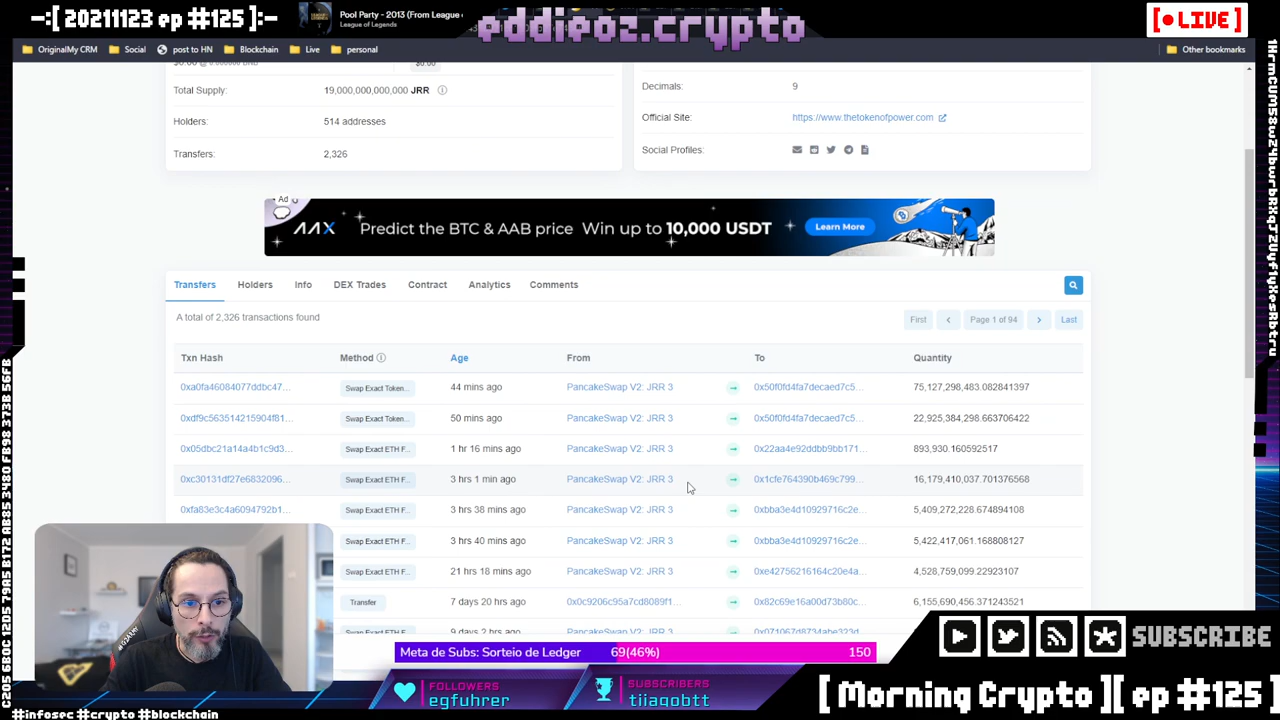 -:[ 20211123 ep #125]:-
Pool Party - 2013 (From League o
League of Legends
eddieoz.crypto
[● LIVE ]
OriginalMy CRM
Social
post to HN
Blockchain
Live
personal
Other bookmarks
Total Supply:
19,000,000,000,000 JRR
Holders:
514 addresses
Transfers:
2,326
Decimals:
9
Official Site:
https://www.thetokenofpower.com
Social Profiles:
Ad
AAX
Predict the BTC & AAB price Win up to 10,000 USDT
Learn More
Transfers
Holders
Info
DEX Trades
Contract
Analytics
Comments
A total of 2,326 transactions found
First
Page 1 of 94
Last
Txn Hash
Method
Age
From
To
Quantity
0xa0fa46084077ddbc47...
Swap Exact Token...
44 mins ago
PancakeSwap V2: JRR 3
0x50f0fd4fa7decaed7c5...
75,127,298,483.082841397
0xdf9c563514215904f81...
Swap Exact Token...
50 mins ago
PancakeSwap V2: JRR 3
0x50f0fd4fa7decaed7c5...
22,925,384,298.663706422
0x05dbc21a14a4b1c9d3...
Swap Exact ETH F...
1 hr 16 mins ago
PancakeSwap V2: JRR 3
0x22aa4e92ddbb9bb171...
893,930.160592517
0xc30131df27e6832096...
Swap Exact ETH F...
3 hrs 1 min ago
PancakeSwap V2: JRR 3
0x1cfe764390b469c799...
16,179,410,037.701376568
0xfa83e3c4a6094792b1...
Swap Exact ETH F...
3 hrs 38 mins ago
PancakeSwap V2: JRR 3
0xbba3e4d10929716c2e...
5,409,272,228.674894108
Swap Exact ETH F...
3 hrs 40 mins ago
PancakeSwap V2: JRR 3
0xbba3e4d10929716c2e...
5,422,417,061.168808127
Swap Exact ETH F...
21 hrs 18 mins ago
PancakeSwap V2: JRR 3
0xe42756216164c20e4a...
4,528,759,099.22923107
Transfer
7 days 20 hrs ago
0x0c9206c95a7cd8089f1...
0x82c69e16a00d73b80c...
6,155,690,456.371243621
9 days 2 hrs ago
Meta de Subs: Sorteio de Ledger
69(46%)
150
FOLLOWERS
egfuhrer
SUBSCRIBERS
tiiagobtt
SUBSCRIBE
[ Morning Crypto ][ ep #125 ]
#infosec #crypto #blockchain